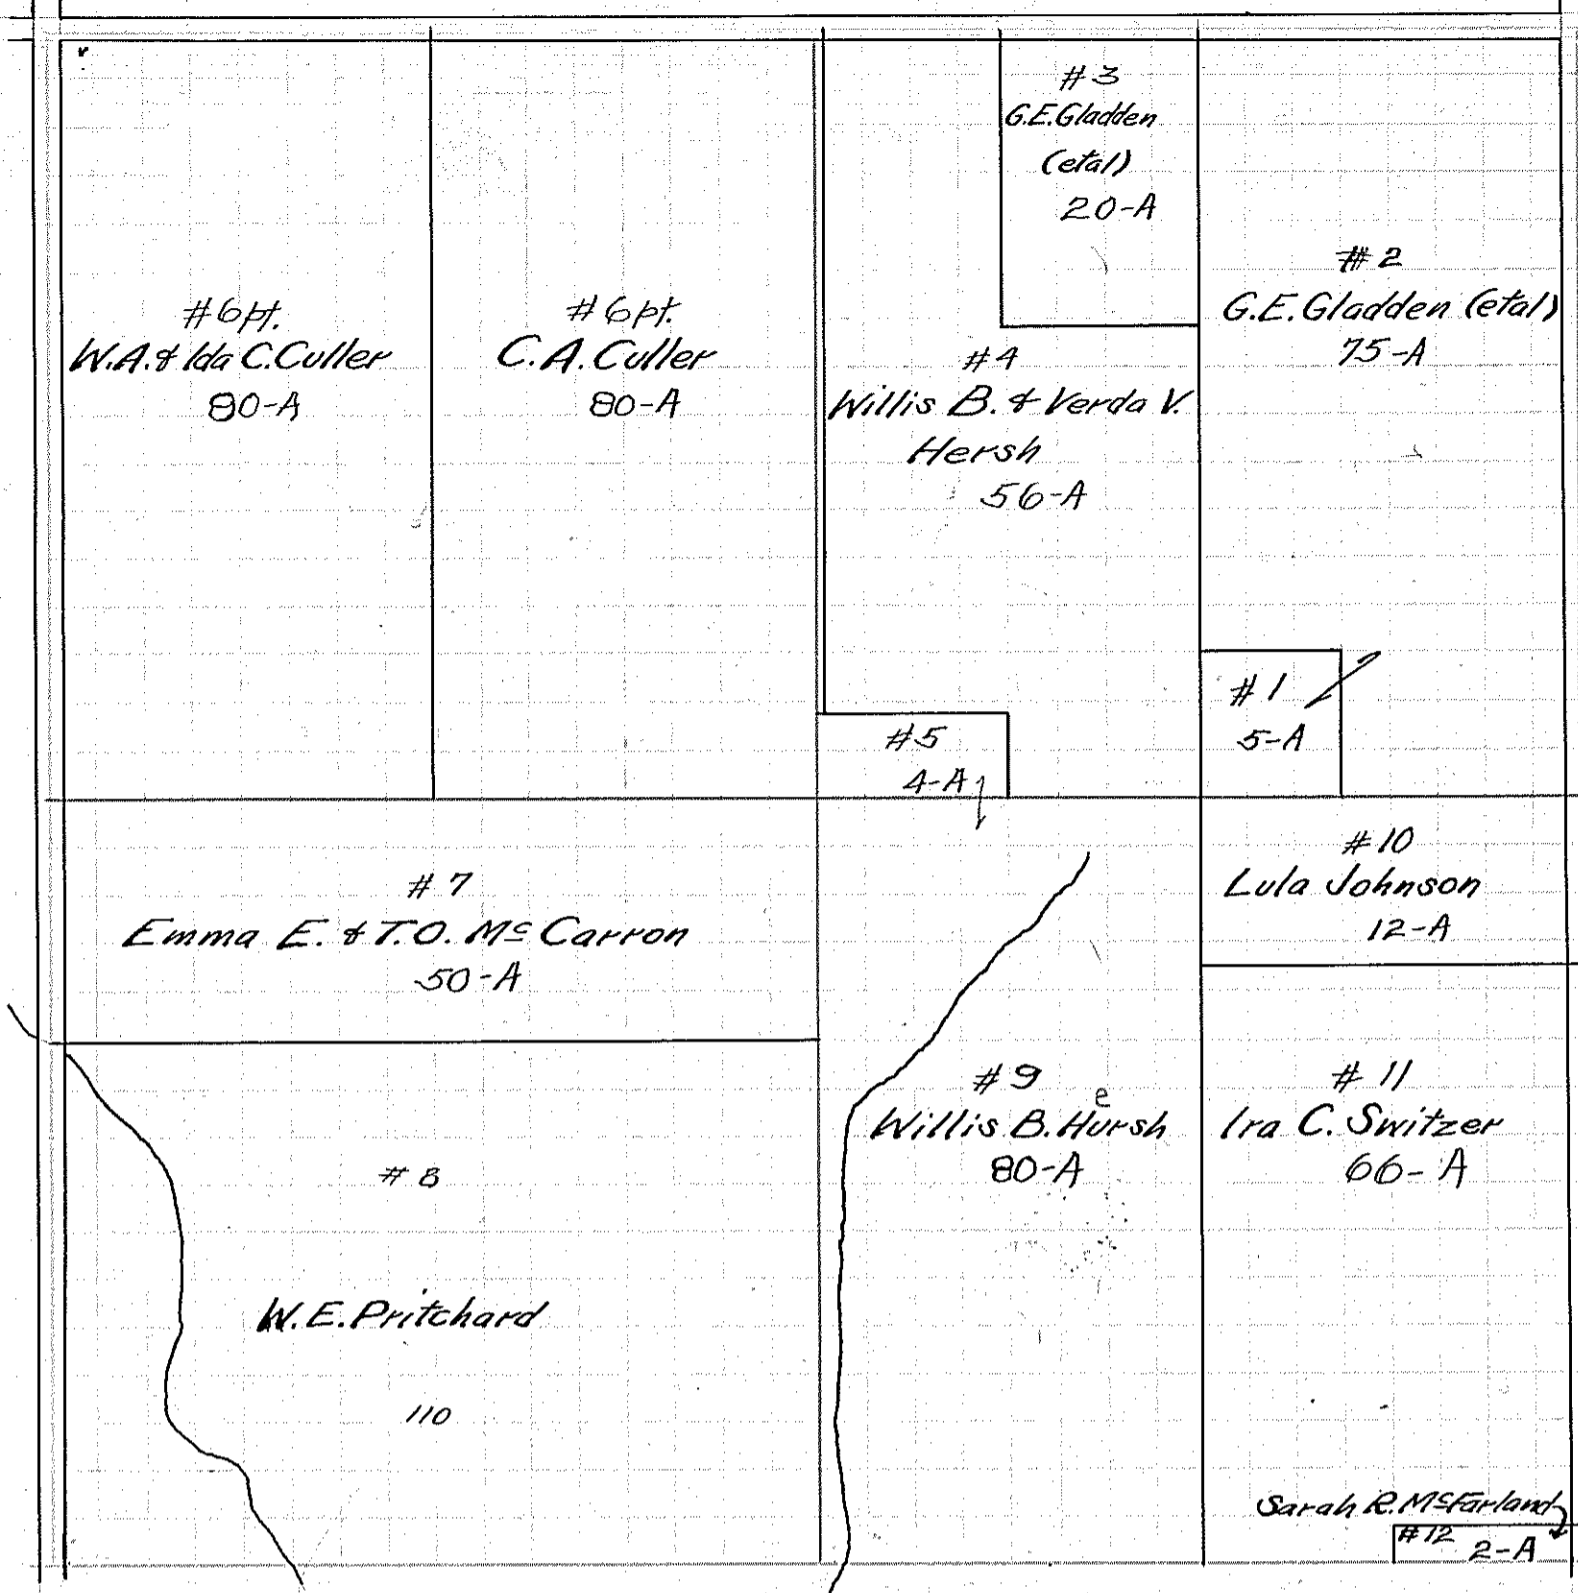 #6pt.
W.A. & Ida C. Culler
80-A
#6pt.
C.A. Culler
80-A
#3
G.E. Gladden
(etal)
20-A
#2
G.E. Gladden (etal)
75-A
#4
Willis B. & Verda V.
Hersh
56-A
#1
5-A
#5
4-A
#7
Emma E. & T.O. Mc Carron
50-A
#10
Lula Johnson
12-A
#8
W.E. Pritchard
110
#9
e
Willis B. Hursh
80-A
#11
Ira C. Switzer
66-A
Sarah R. McFarland
#12 2-A